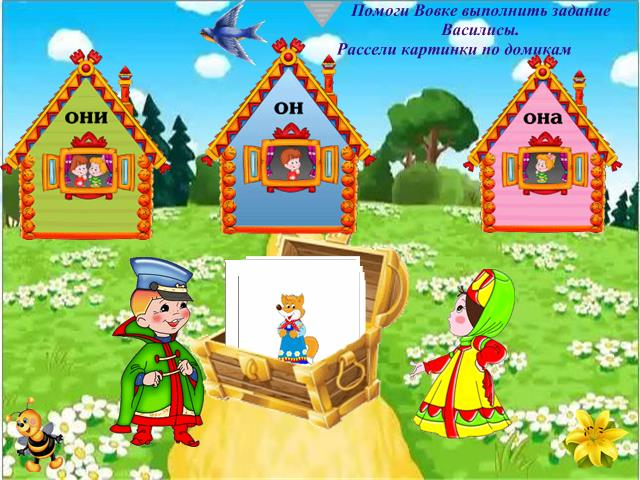 Помоги Вовке выполнить задание
Василисы.
Рассели картинки по домикам
они
он
она